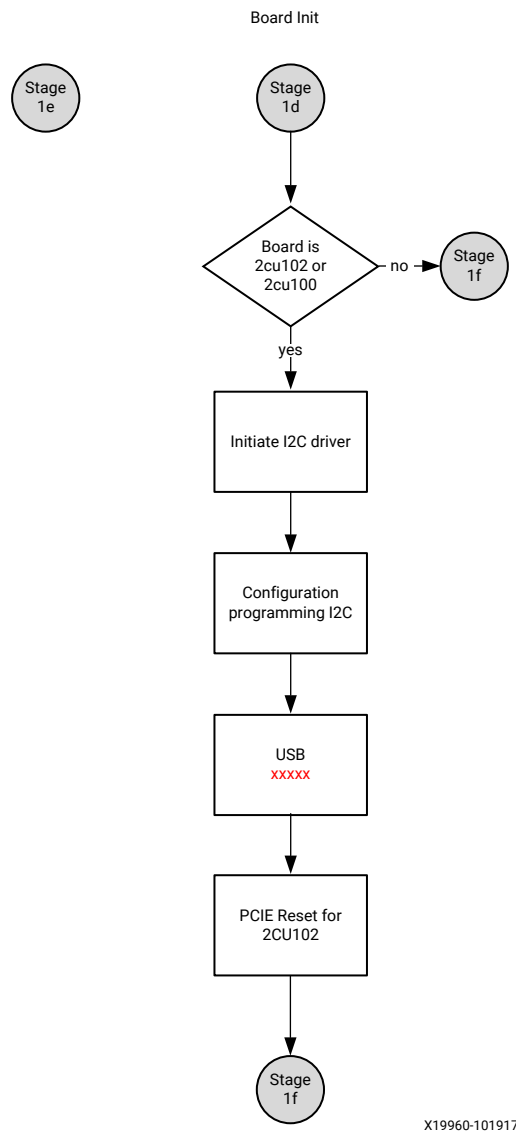 Board Init
Stage
1e
Stage
1d
Board is
2cu102 or
2cu100
no
Stage
1f
yes
Initiate I2C driver
Configuration
programming I2C
USB
xxxxx
PCIE Reset for
2CU102
Stage
1f
X19960-101917